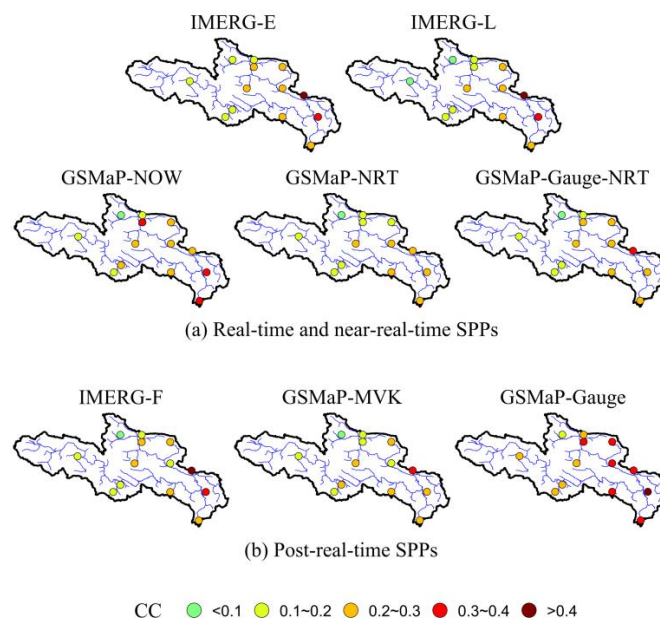 IMERG-E IMERG-L
GSMaP-NOW GSMaP-NRT GSMaP-Gauge-NRT
(a) Real-time and near-real-time SPPs
IMERG-F GSMaP-MVK GSMaP-Gauge
(b) Post-real-time SPPs
CC <0.1 0.1~0.2 0.2~0.3 0.3~0.4 >0.4